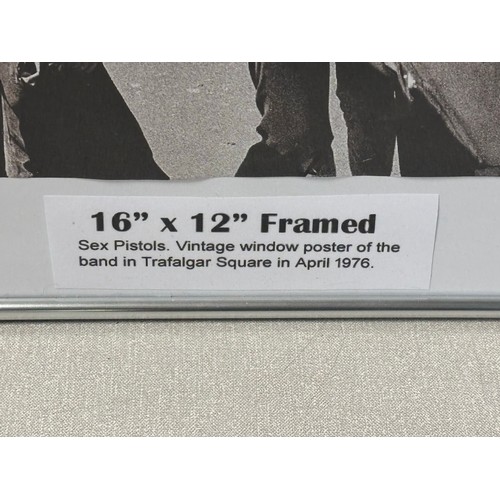 16” x 12” Framed
Sex Pistols. Vintage window poster of the
band in Trafalgar Square in April 1976.